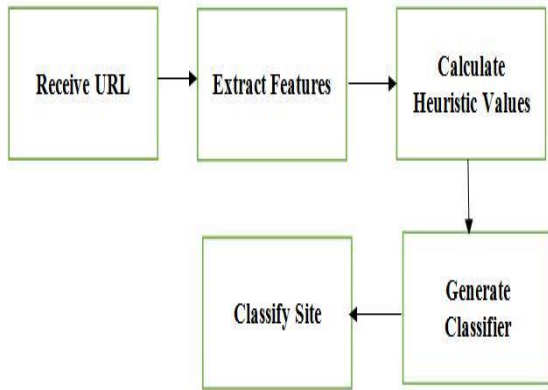 Receive URL
Extract Features
Calculate
Heuristic Values
Generate
Classifier
Classify Site